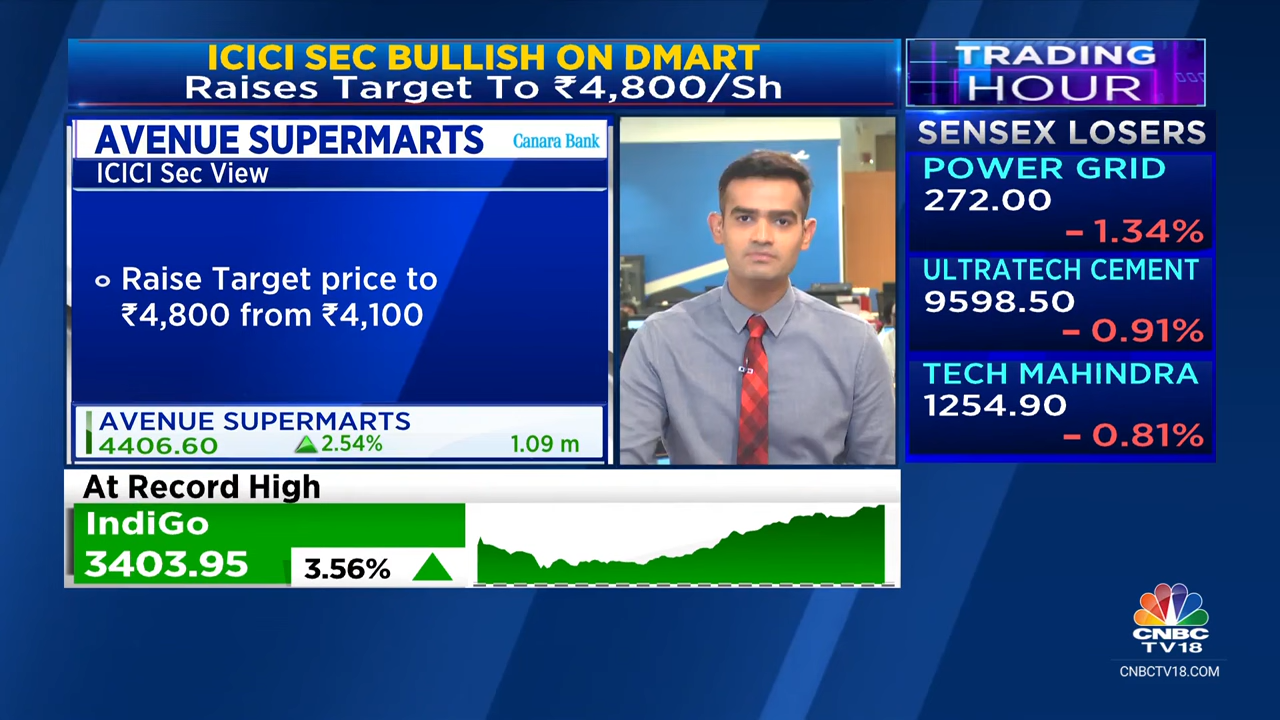 ICICI SEC BULLISH ON DMART
Raises Target To ₹4,800/Sh
TRADING
HOUR
AVENUE SUPERMARTS
Canara Bank
ICICI Sec View
Raise Target price to
₹4,800 from ₹4,100
AVENUE SUPERMARTS
4406.60 2.54% 1.09 m
SENSEX LOSERS
POWER GRID
272.00
– 1.34%
ULTRATECH CEMENT
9598.50
– 0.91%
TECH MAHINDRA
1254.90
– 0.81%
At Record High
IndiGo
3403.95 3.56%
CNBC
TV18
CNBCTV18.COM